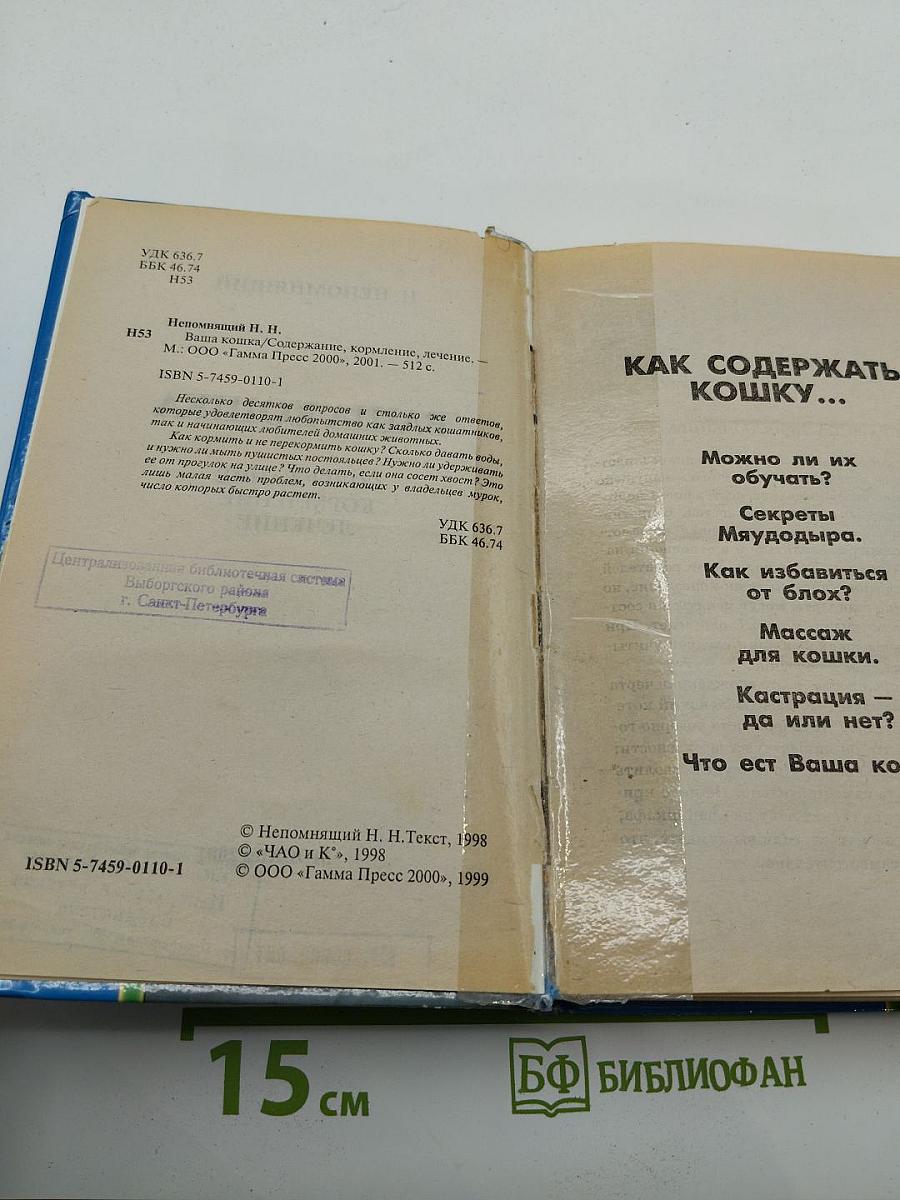 УДК 636.7
ББК 46.74
Н53
Непомнящий Н. Н.
Н53 Ваша кошка/Содержание, кормление, лечение. —
М.: ООО «Гамма Пресс 2000», 2001. — 512 с.
ISBN 5-7459-0110-1
Несколько десятков вопросов и столько же ответов,
которые удовлетворят любопытство как заядлых кошатников,
так и начинающих любителей домашних животных.
Как кормить и не перекормить кошку? Сколько давать воды,
и нужно ли мыть пушистых постояльцев? Нужно ли удерживать
ее от прогулок на улице? Что делать, если она сосет хвост? Это
лишь малая часть проблем, возникающих у владельцев мурок,
число которых быстро растет.
УДК 636.7
ББК 46.74
Централизованная библиотечная система
Выборгского района
г. Санкт-Петербурга
© Непомнящий Н. Н.Текст, 1998
© «ЧАО и К°», 1998
© ООО «Гамма Пресс 2000», 1999
ISBN 5-7459-0110-1
КАК СОДЕРЖАТЬ
КОШКУ...
Можно ли их
обучать?
Секреты
Мяудодыра.
Как избавиться
от блох?
Массаж
для кошки.
Кастрация —
да или нет?
Что ест Ваша ко
15 см
БФ БИБЛИОФАН